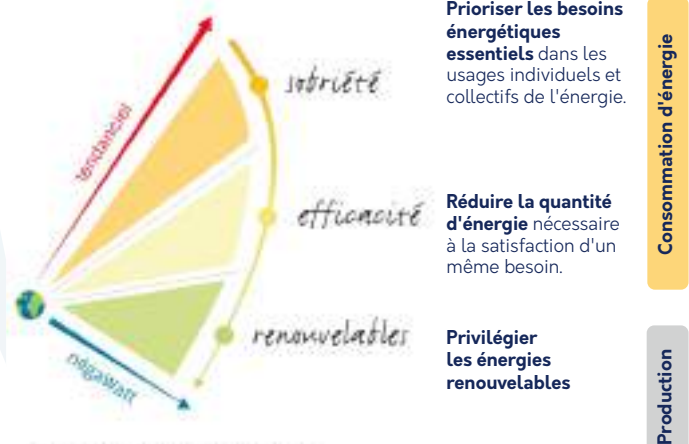 Prioriser les besoins
énergétiques
essentiels dans les
usages individuels et
collectifs de l'énergie.
Consommation d'énergie
sobriété
tendanciel
Réduire la quantité
d'énergie nécessaire
à la satisfaction d'un
même besoin.
efficacité
renouvelables
Privilégier
les énergies
renouvelables
Production
négaWatt